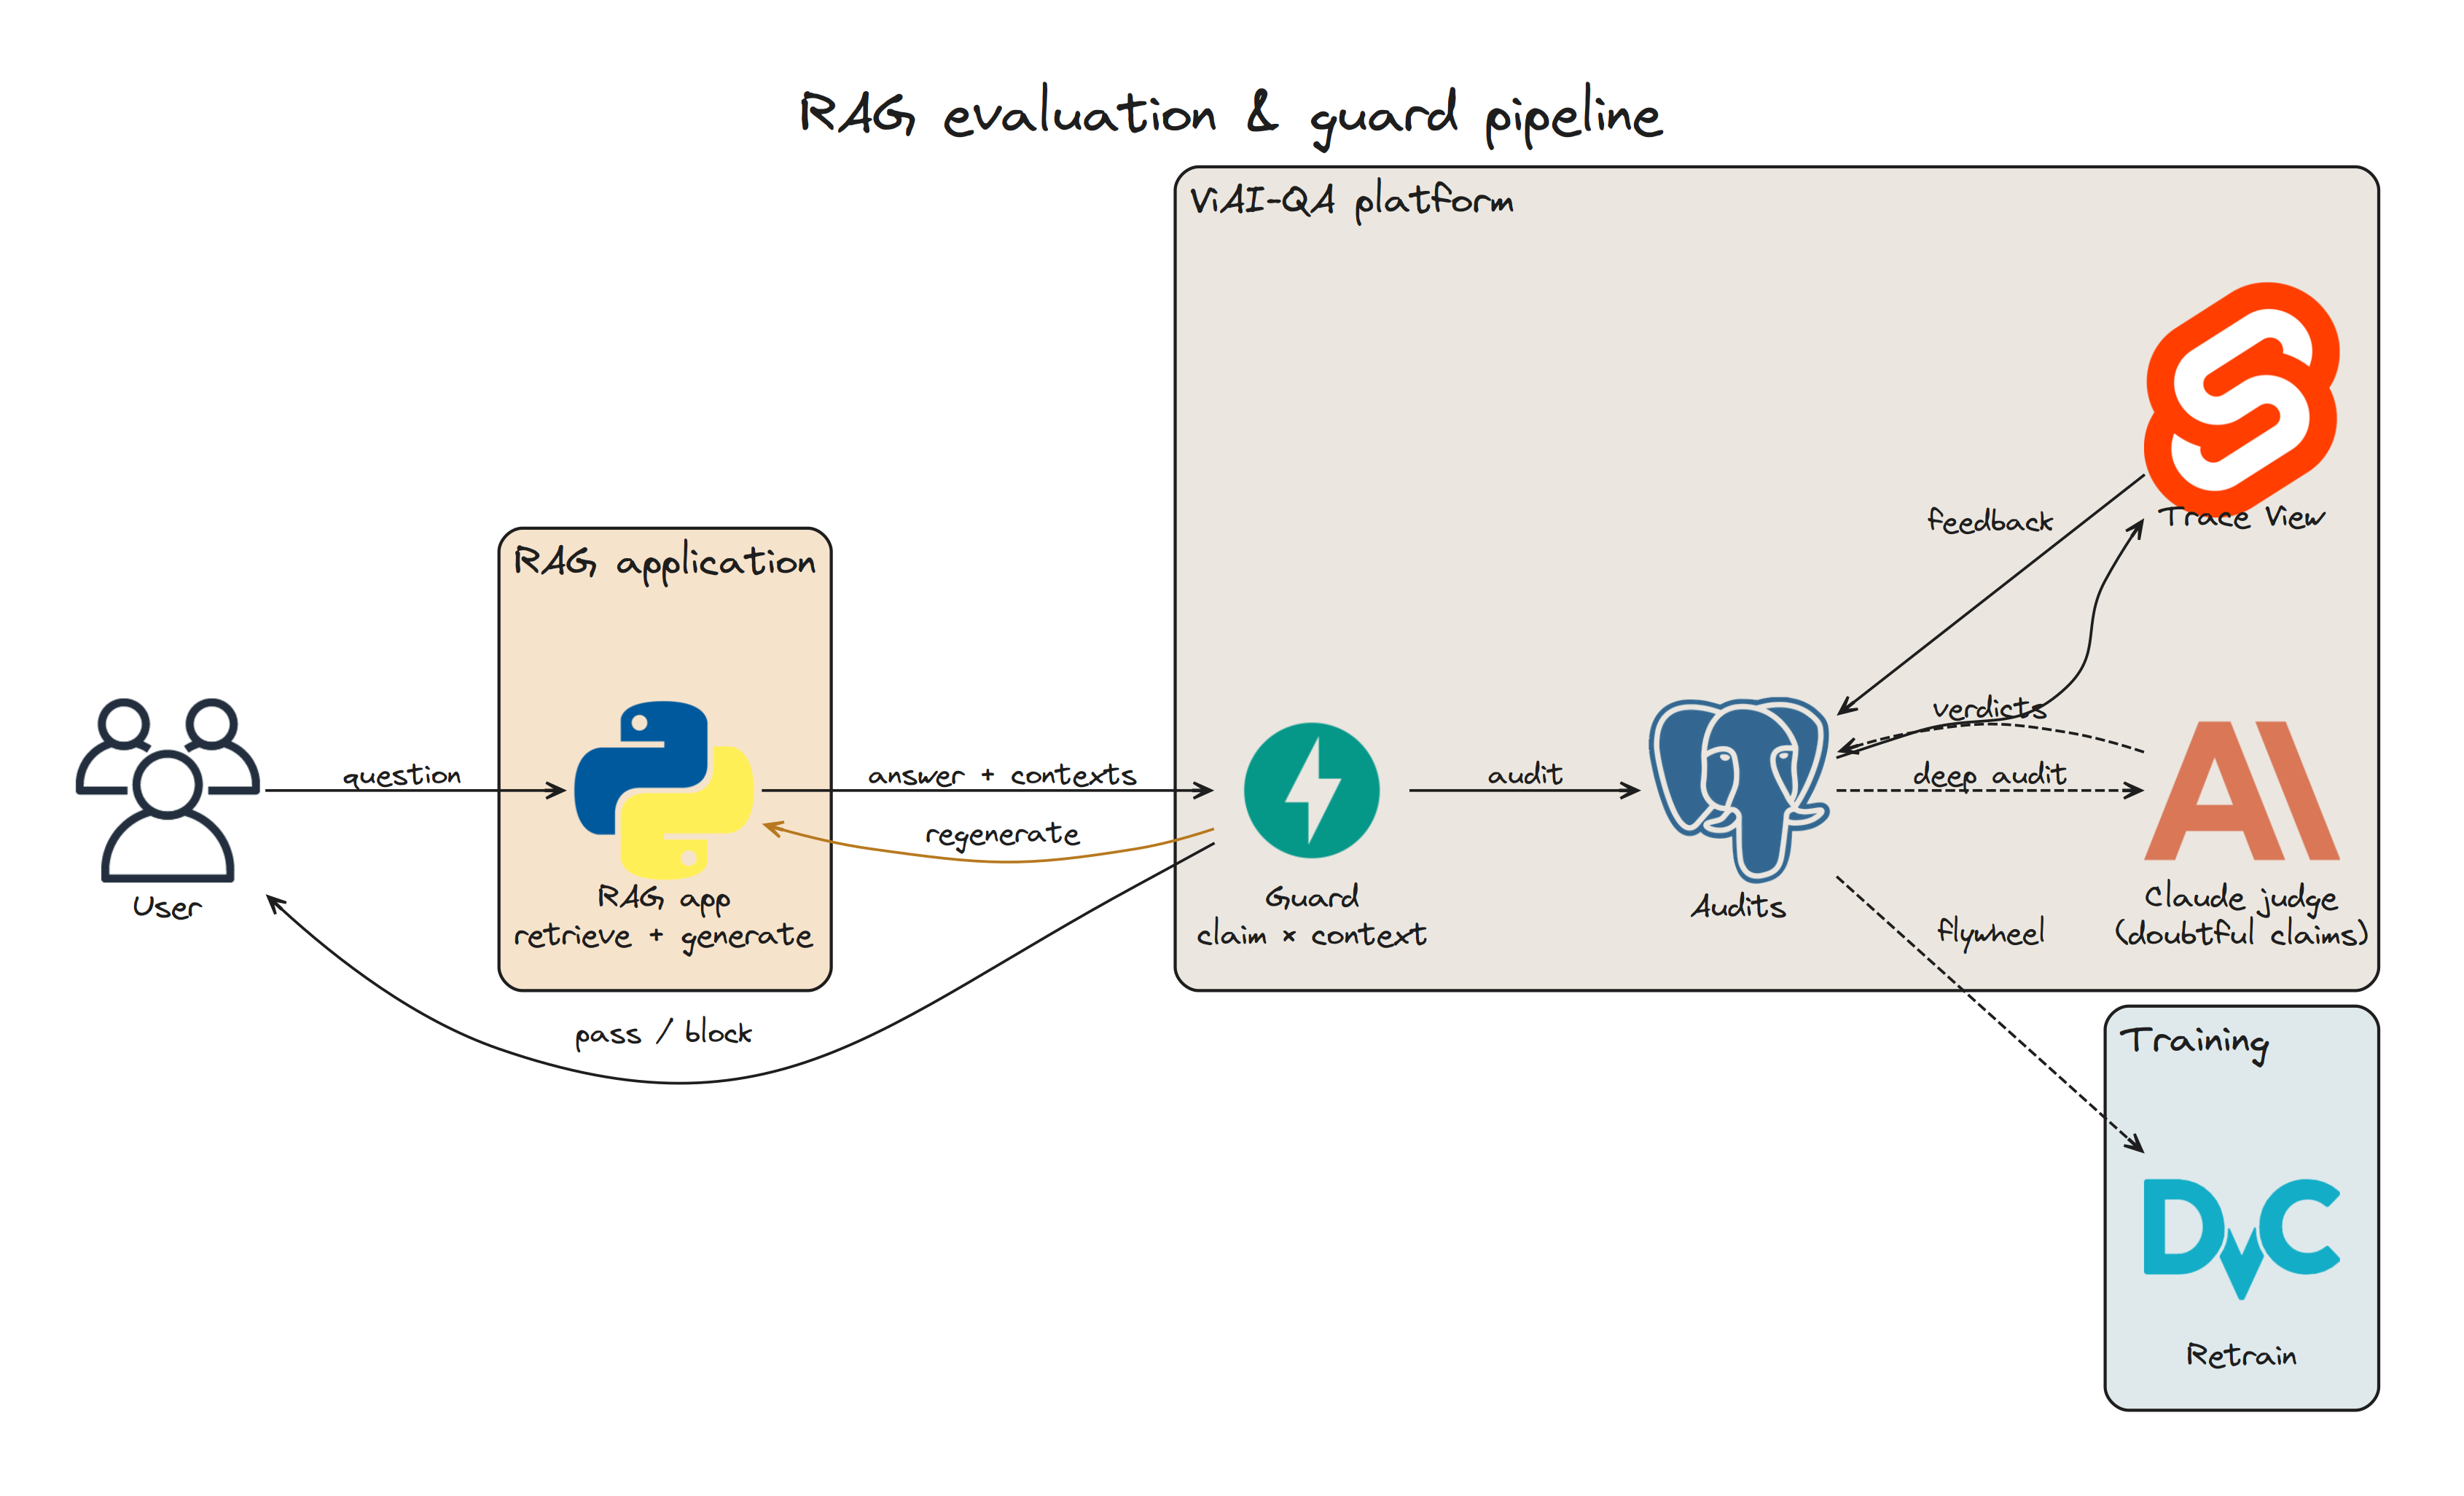 RAG evaluation & guard pipeline
ViAI-QA platform
Trace View
feedback
RAG application
verdicts
question
answer + contexts
audit
deep audit
regenerate
User
RAG app
retrieve + generate
Guard
claim × context
Audits
Claude judge
(doubtful claims)
flywheel
pass / block
Training
DVC
Retrain